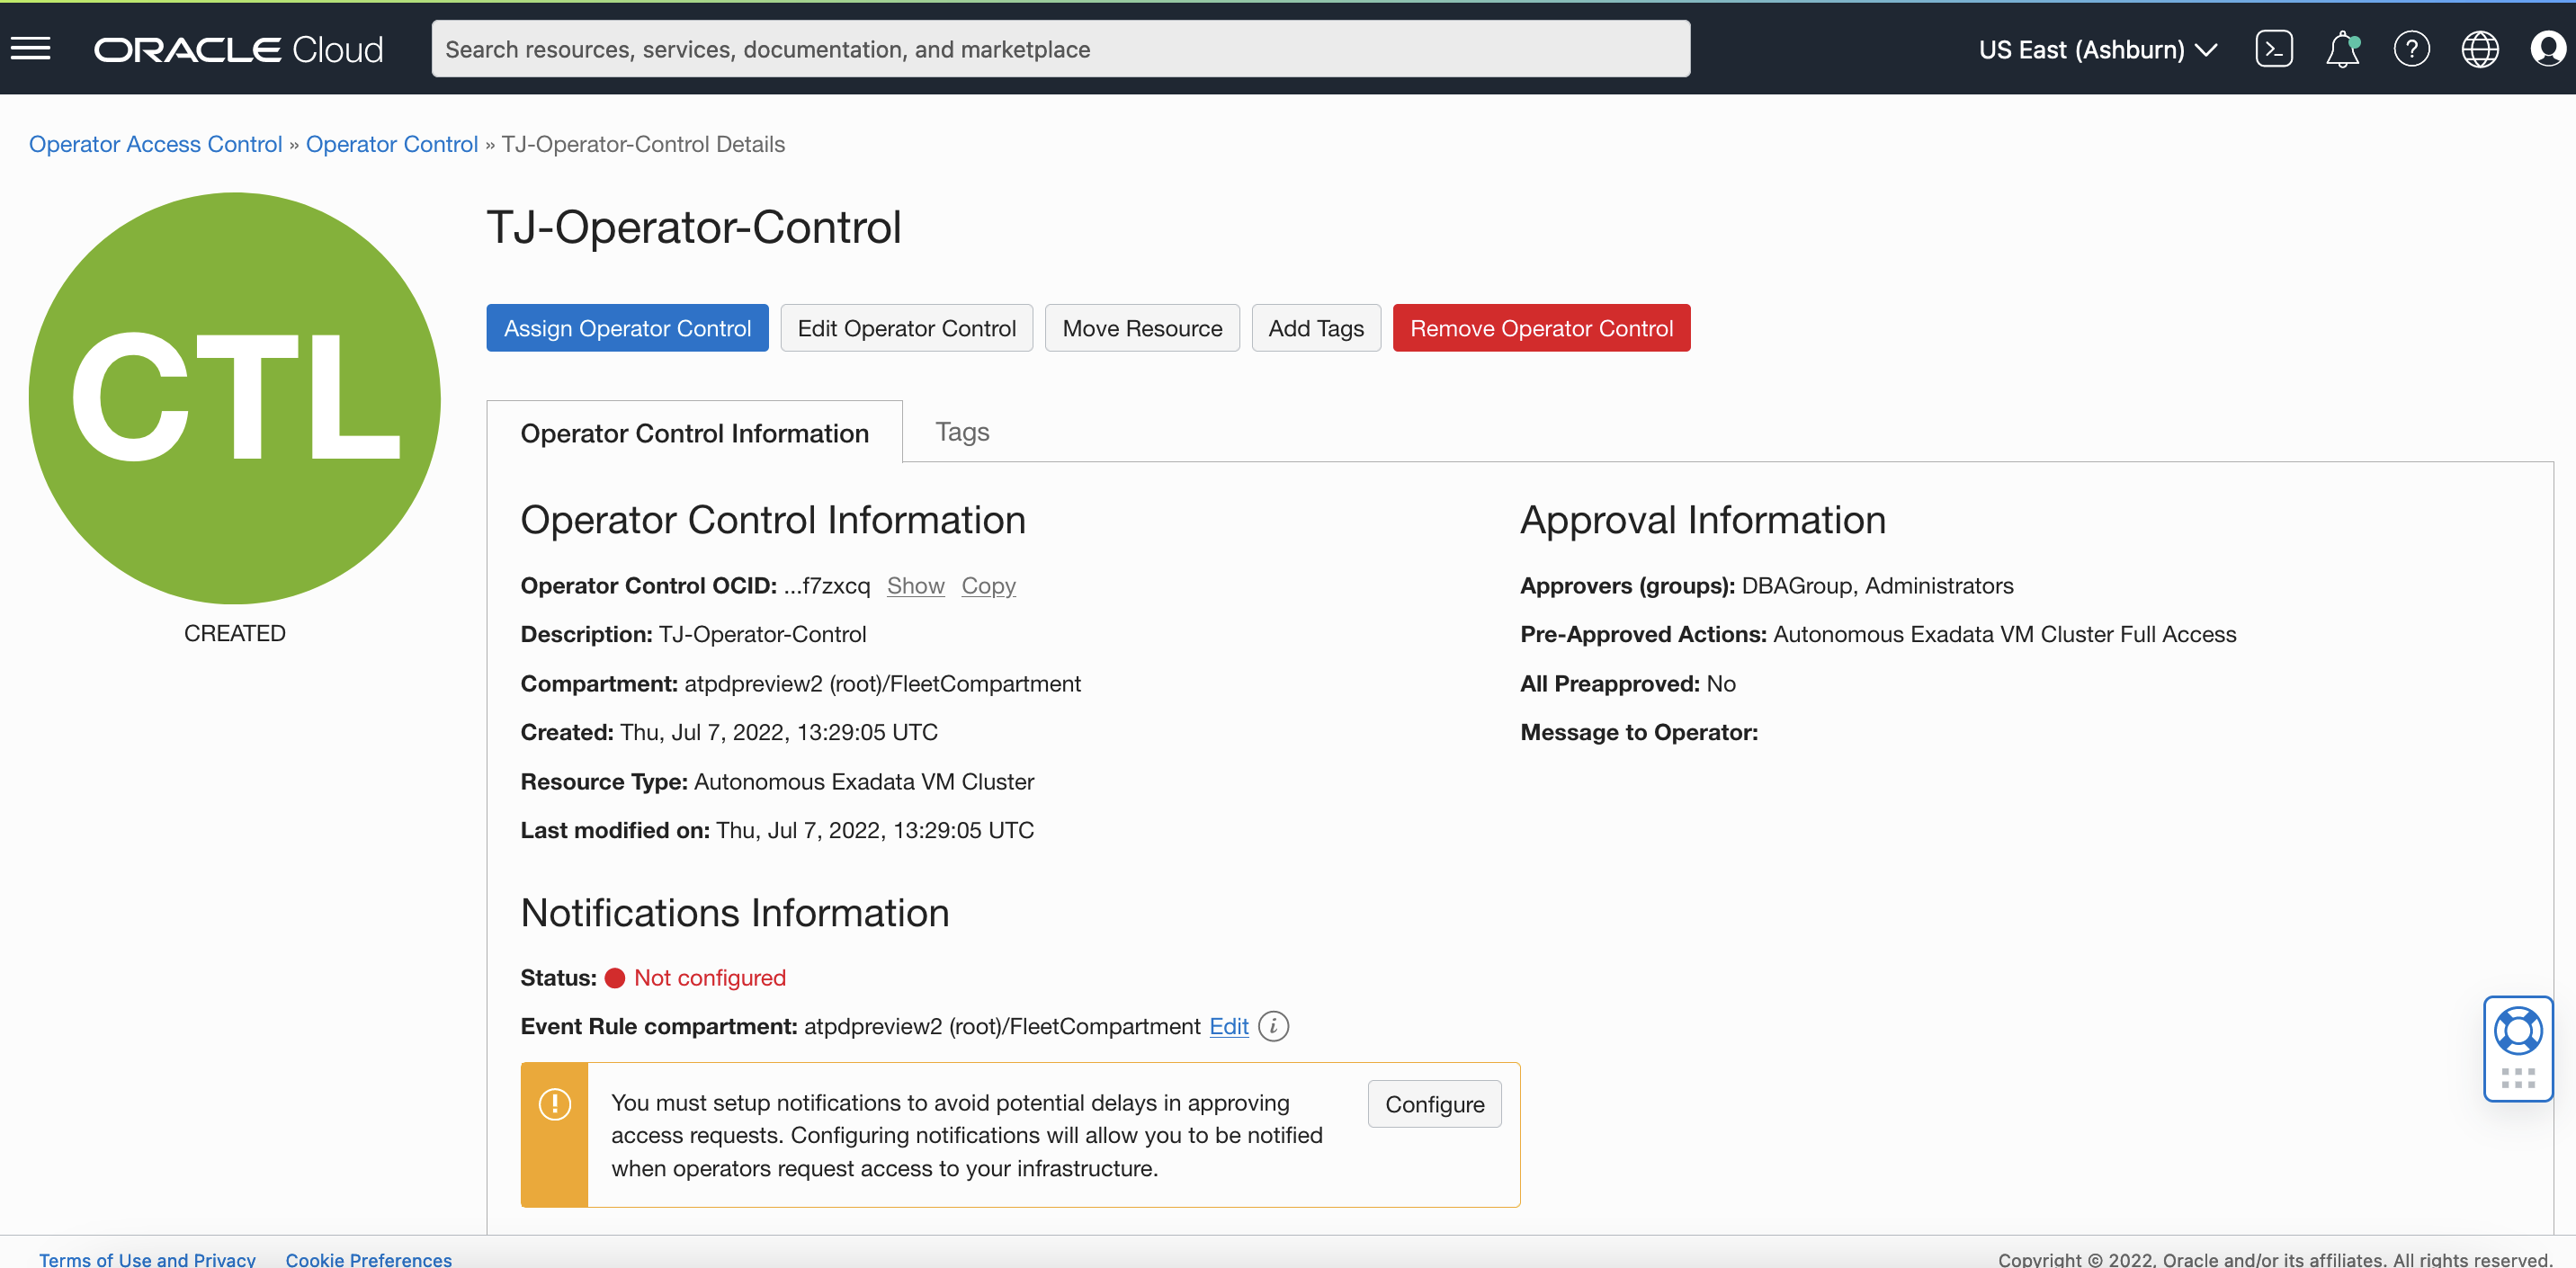 ORACLE Cloud
Search resources, services, documentation, and marketplace
US East (Ashburn)
Operator Access Control » Operator Control » TJ-Operator-Control Details
CTL
CREATED
TJ-Operator-Control
Assign Operator Control
Edit Operator Control
Move Resource
Add Tags
Remove Operator Control
Operator Control Information
Tags
Operator Control Information
Operator Control OCID: ...f7zxcq Show Copy
Description: TJ-Operator-Control
Compartment: atpdpreview2 (root)/FleetCompartment
Created: Thu, Jul 7, 2022, 13:29:05 UTC
Resource Type: Autonomous Exadata VM Cluster
Last modified on: Thu, Jul 7, 2022, 13:29:05 UTC
Approval Information
Approvers (groups): DBAGroup, Administrators
Pre-Approved Actions: Autonomous Exadata VM Cluster Full Access
All Preapproved: No
Message to Operator:
Notifications Information
Status: Not configured
Event Rule compartment: atpdpreview2 (root)/FleetCompartment Edit
You must setup notifications to avoid potential delays in approving
access requests. Configuring notifications will allow you to be notified
when operators request access to your infrastructure.
Configure
Terms of Use and Privacy
Cookie Preferences
Copyright © 2022, Oracle and/or its affiliates. All rights reserved.